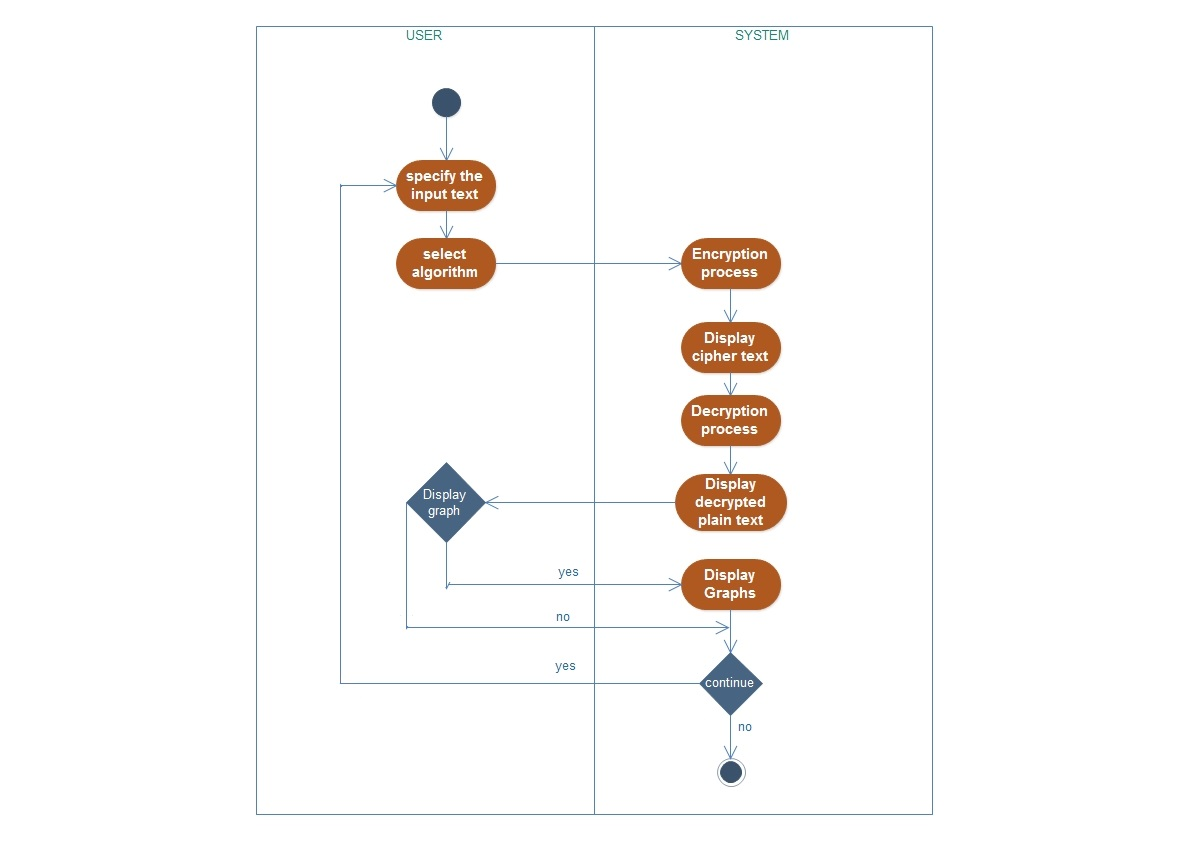 USER
SYSTEM
specify the
input text
select
algorithm
Encryption
process
Display
cipher text
Decryption
process
Display
graph
Display
decrypted
plain text
yes
Display
Graphs
no
yes
continue
no